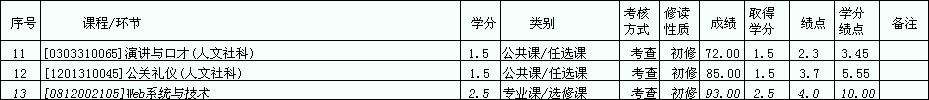 序号 课程/环节 学分 类别 考核方式 修读性质 成绩 取得学分 绩点 学分绩点 备注
11 [0303310065]演讲与口才(人文社科) 1.5 公共课/任选课 考查 初修 72.00 1.5 2.3 3.45
12 [1201310045]公关礼仪(人文社科) 1.5 公共课/任选课 考查 初修 85.00 1.5 3.7 5.55
13 [0812002105]Web系统与技术 2.5 专业课/选修课 考查 初修 93.00 2.5 4.0 10.00